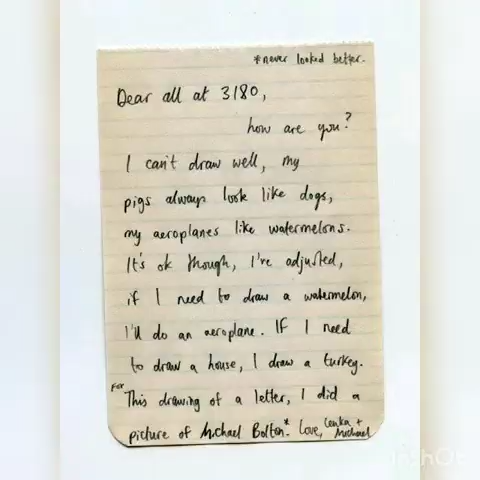 *never looked better.
Dear all at 3180,
how are you?
I can't draw well, my
pigs always look like dogs,
my aeroplanes like watermelons.
It's ok though, I've adjusted,
if I need to draw a watermelon,
I'll do an aeroplane. If I need
to draw a house, I draw a turkey.
For This drawing of a letter, I did a
picture of Michael Bolton.* Love, Lenka + Michael